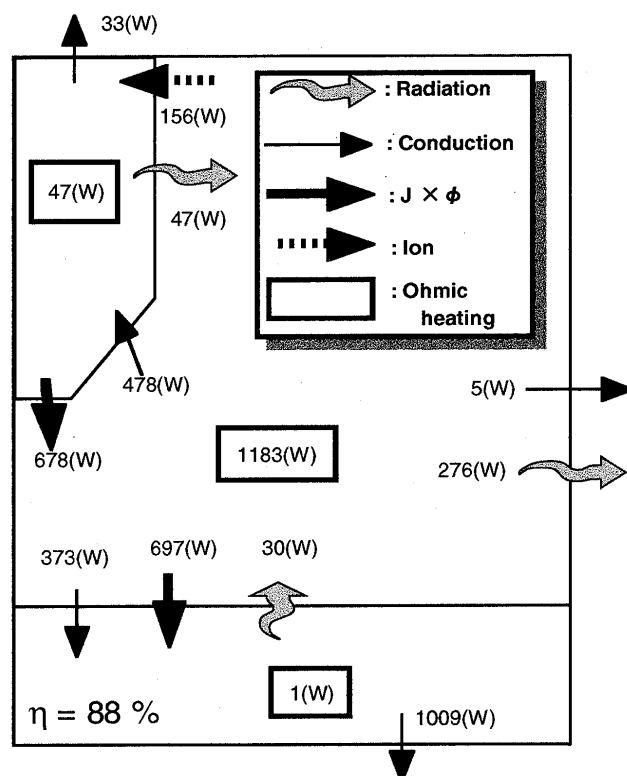 33(W)
156(W)
47(W)
47(W)
: Radiation
: Conduction
: J × ϕ
: Ion
: Ohmic
heating
478(W)
678(W)
1183(W)
5(W)
276(W)
373(W)
697(W)
30(W)
1(W)
η = 88 %
1009(W)